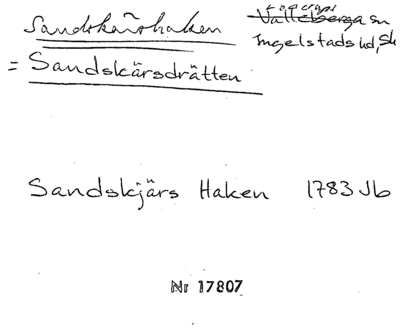 Sandskärshaken
= Sandskärsdrätten
Valleberga sn
Ingelstads hd, Sk
Sandskjärs Haken 1783 Jb
Nr 17807